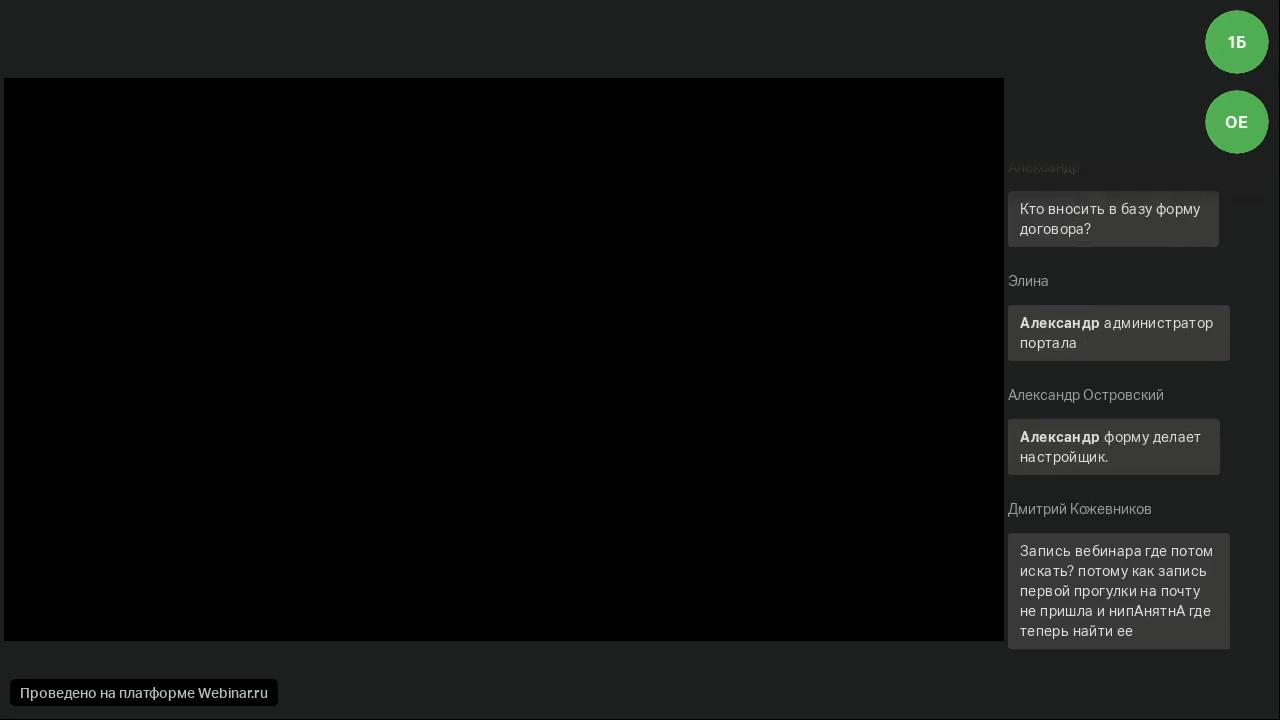 1Б
OE
Александр
Кто вносить в базу форму
договора?
Элина
Александр администратор
портала
Александр Островский
Александр форму делает
настройщик.
Дмитрий Кожевников
Запись вебинара где потом
искать? потому как запись
первой прогулки на почту
не пришла и нипАнятнА где
теперь найти ее
Проведено на платформе Webinar.ru